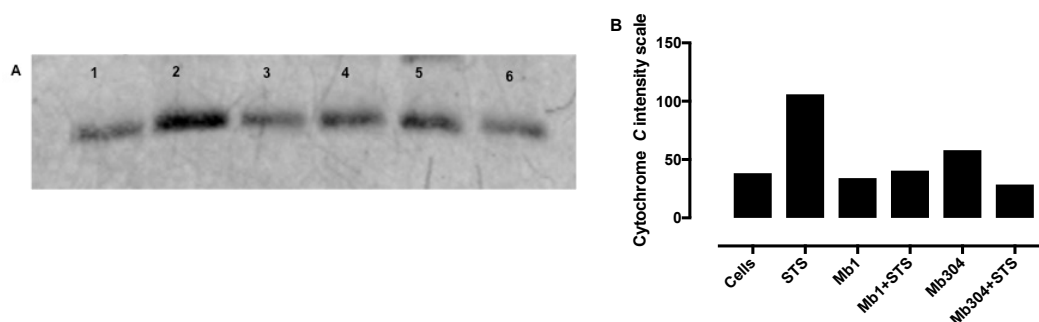 A
1 2 3 4 5 6
B
Cytochrome C intensity scale
150
100
50
0
Cells
STS
Mb1
Mb1+STS
Mb304
Mb304+STS